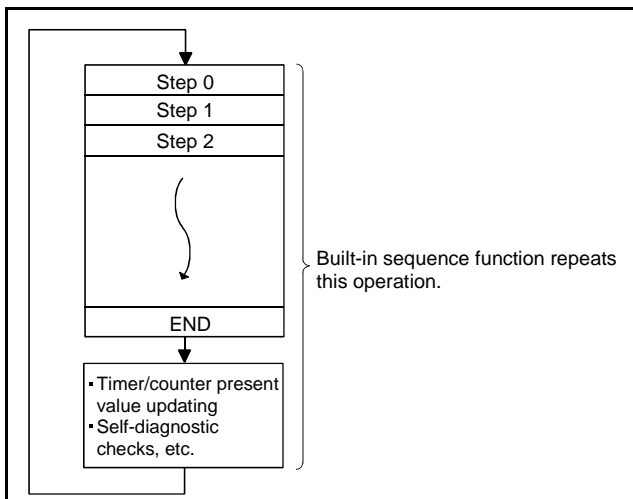 Step 0
Step 1
Step 2
END
▪ Timer/counter present
value updating
▪ Self-diagnostic
checks, etc.
Built-in sequence function repeats
this operation.